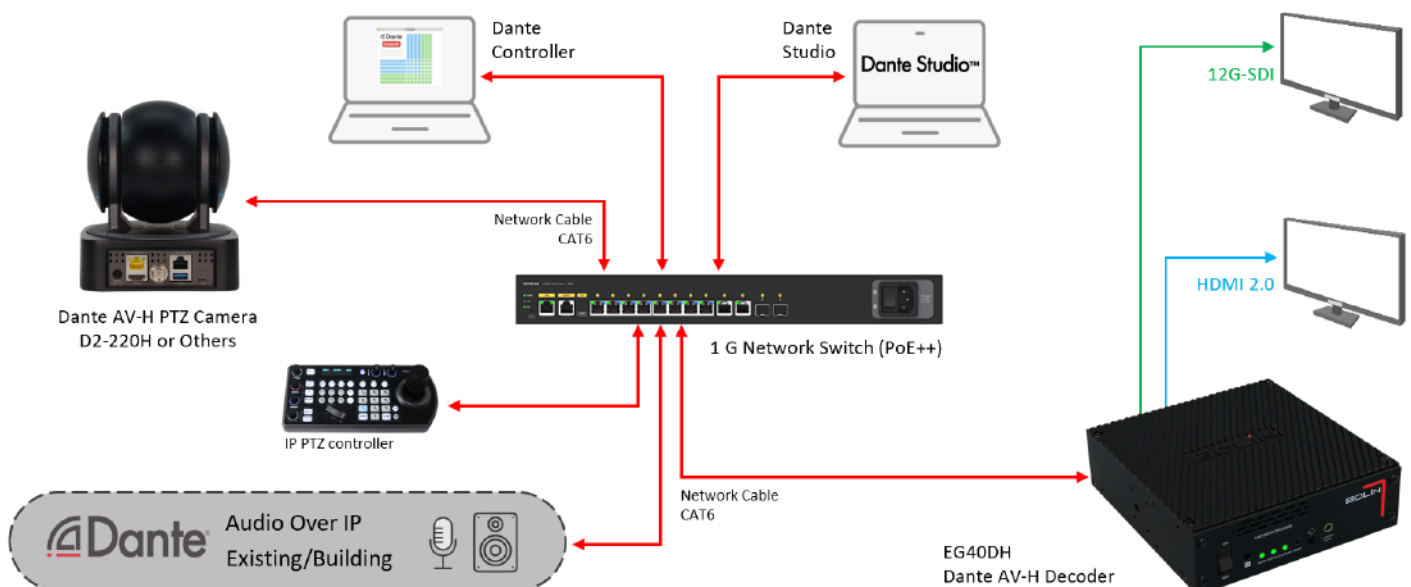 Dante
Controller
Dante
Dante
Studio
Dante Studio™
12G-SDI
Network Cable
CAT6
HDMI 2.0
Dante AV-H PTZ Camera
D2-220H or Others
1 G Network Switch (PoE++)
IP PTZ controller
BOLIN
BOLIN
Dante
Audio Over IP
Existing/Building
Network Cable
CAT6
EG40DH
Dante AV-H Decoder